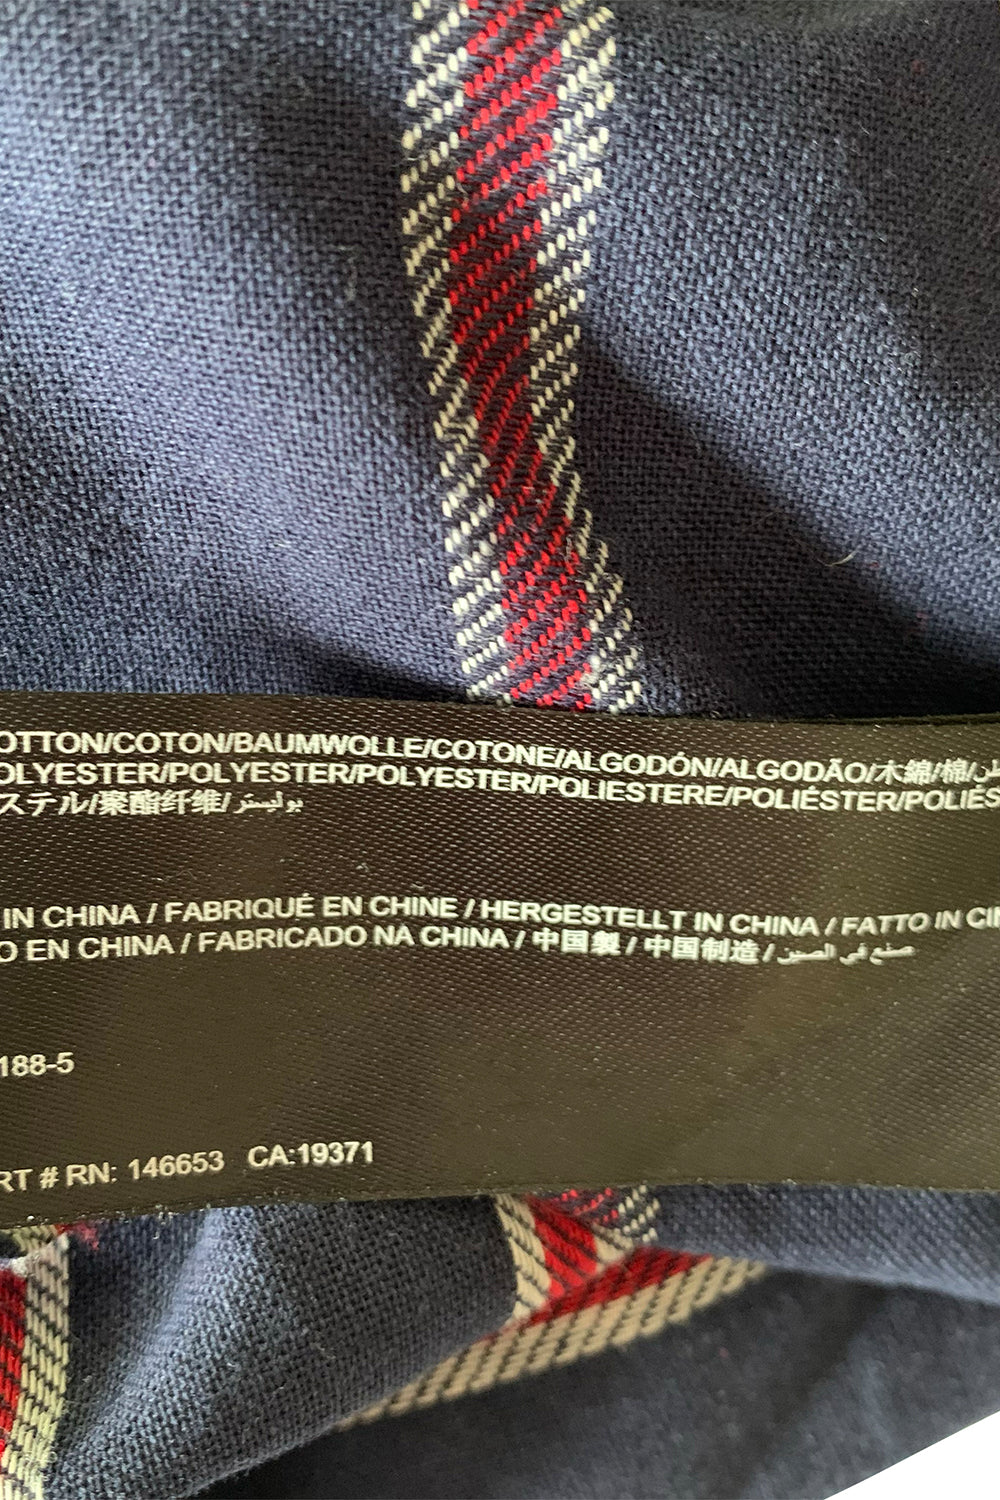 OTTON/COTON/BAUMWOLLE/COTONE/ALGODÓN/ALGODÃO/木綿/棉/
OLYESTER/POLYESTER/POLYESTER/POLIESTERE/POLIÉSTER/POLIÉS
ステル/聚酯纤维/بوليستر
IN CHINA / FABRIQUÉ EN CHINE / HERGESTELLT IN CHINA / FATTO IN CI
O EN CHINA / FABRICADO NA CHINA / 中国製 / 中国制造 / صنع في الصين
188-5
RT # RN: 146653 CA:19371